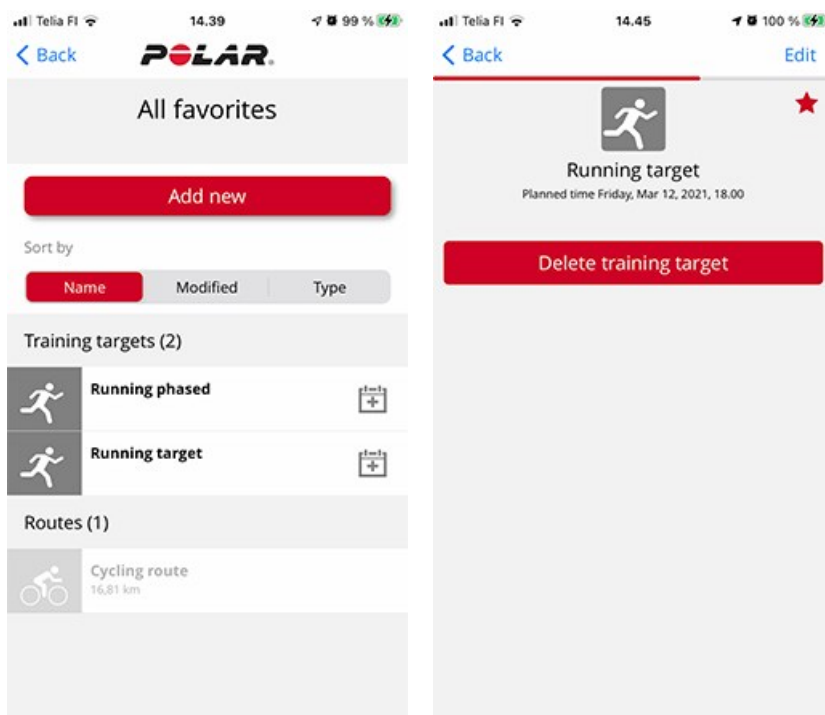 Telia FI 14.39 99 %
Back POLAR.
All favorites
Add new
Sort by
Name Modified Type
Training targets (2)
Running phased
Running target
Routes (1)
Cycling route
16,81 km
Telia FI 14.45 100 %
Back Edit
Running target
Planned time Friday, Mar 12, 2021, 18.00
Delete training target